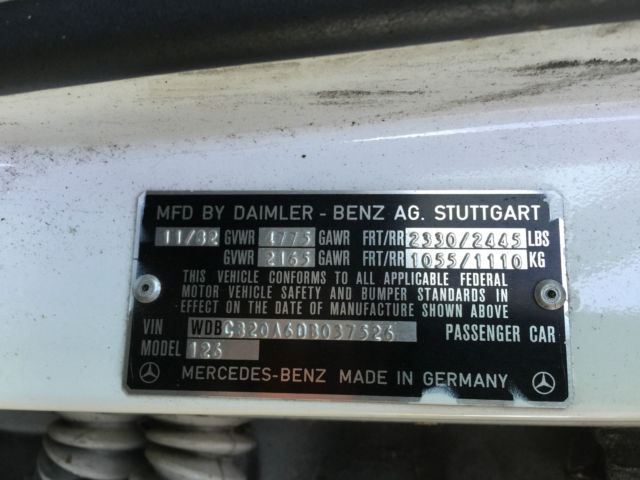 MFD BY DAIMLER - BENZ AG. STUTTGART
11/82 GVWR 4775 GAWR FRT/RR 2330/2445 LBS
GVWR 2165 GAWR FRT/RR 1055/1110 KG
THIS VEHICLE CONFORMS TO ALL APPLICABLE FEDERAL
MOTOR VEHICLE SAFETY AND BUMPER STANDARDS IN
EFFECT ON THE DATE OF MANUFACTURE SHOWN ABOVE
VIN PASSENGER CAR
MODEL 123
MERCEDES-BENZ MADE IN GERMANY